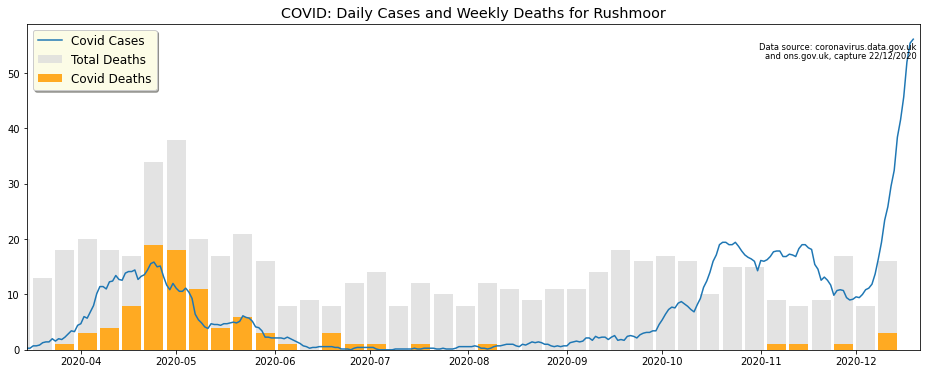 COVID: Daily Cases and Weekly Deaths for Rushmoor
Covid Cases
Total Deaths
Covid Deaths
Data source: coronavirus.data.gov.uk
and ons.gov.uk, capture 22/12/2020
50
40
30
20
10
0
2020-04 2020-05 2020-06 2020-07 2020-08 2020-09 2020-10 2020-11 2020-12